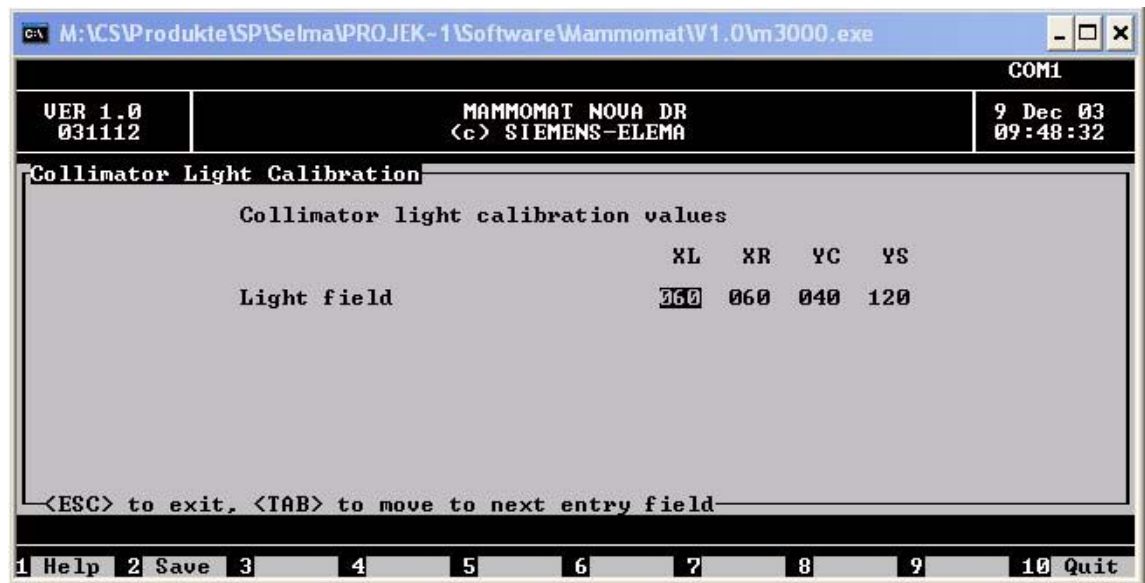 M:\CS\Produkte\SP\Selma\PROJEK~1\Software\Mammomat\V1.0\m3000.exe
COM1
VER 1.0 MAMMOMAT NOVA DR 9 Dec 03
031112 (c) SIEMENS-ELEMA 09:48:32
Collimator Light Calibration
Collimator light calibration values
XL XR YC YS
Light field 060 060 040 120
<ESC> to exit, <TAB> to move to next entry field
1 Help 2 Save 3 4 5 6 7 8 9 10 Quit